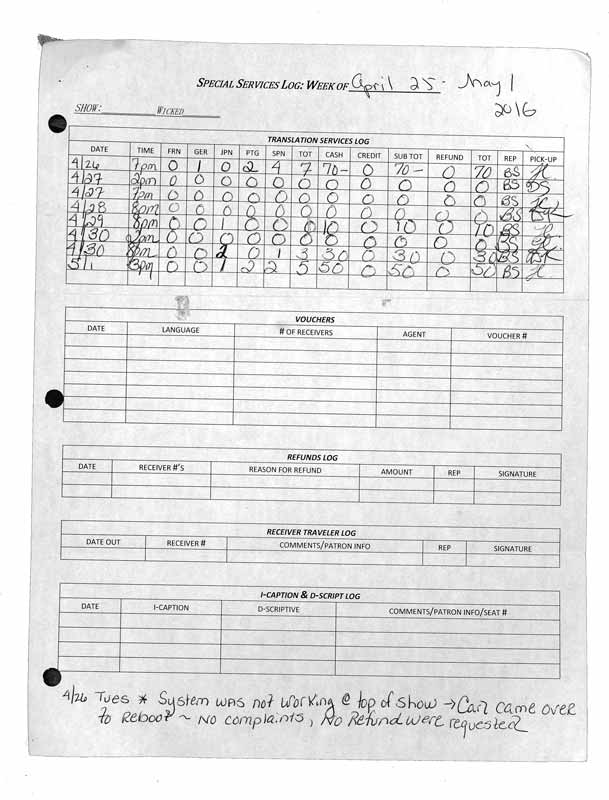 SPECIAL SERVICES LOG: WEEK OF April 25 - May 1
2016
SHOW: WICKED
TRANSLATION SERVICES LOG
DATE TIME FRN GER JPN PTG SPN TOT CASH CREDIT SUB TOT REFUND TOT REP PICK-UP
4/26 7pm 0 1 0 2 4 7 70- 0 70- 0 70 BS
4/27 2pm 0 0 0 0 0 0 0 0 0 0 0 BS
4/27 7pm 0 0 0 0 0 0 0 0 0 0 0 BS
4/28 8pm 0 0 0 0 0 0 0 0 0 0 0 BS
4/29 8pm 0 0 1 0 0 10 0 10 0 10 BS
4/30 2pm 0 0 0 0 0 0 0 0 0 0 0 BS
4/30 8pm 0 0 2 0 1 3 30 0 30 0 30 BS
5/1 3pm 0 0 1 2 2 5 50 0 50 0 50 BS
VOUCHERS
DATE LANGUAGE # OF RECEIVERS AGENT VOUCHER #
REFUNDS LOG
DATE RECEIVER #'S REASON FOR REFUND AMOUNT REP SIGNATURE
RECEIVER TRAVELER LOG
DATE OUT RECEIVER # COMMENTS/PATRON INFO REP SIGNATURE
I-CAPTION & D-SCRIPT LOG
DATE I-CAPTION D-SCRIPTIVE COMMENTS/PATRON INFO/SEAT #
4/26 Tues * System was not working @ top of show → Carl came over
to Reboot ~ No complaints, No Refund were requested